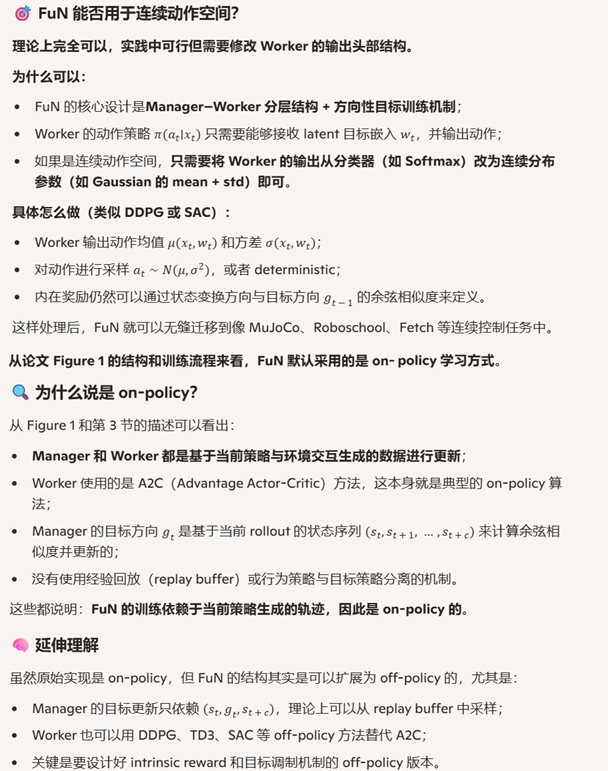 🎯 FuN 能否用于连续动作空间？
理论上完全可以，实践中可行但需要修改 Worker 的输出头部结构。
为什么可以：
• FuN 的核心设计是Manager–Worker 分层结构 + 方向性目标训练机制；
• Worker 的动作策略 π(aₜ|xₜ) 只需要能够接收 latent 目标嵌入 wₜ，并输出动作；
• 如果是连续动作空间，只需要将 Worker 的输出从分类器（如 Softmax）改为连续分布
参数（如 Gaussian 的 mean + std）即可。
具体怎么做（类似 DDPG 或 SAC）：
• Worker 输出动作均值 μ(xₜ, wₜ) 和方差 σ(xₜ, wₜ)；
• 对动作进行采样 aₜ ~ N(μ, σ²)，或者 deterministic；
• 内在奖励仍然可以通过状态变换方向与目标方向 gₜ₋₁ 的余弦相似度来定义。
这样处理后，FuN 就可以无缝迁移到像 MuJoCo、Roboschool、Fetch 等连续控制任务中。
从论文 Figure 1 的结构和训练流程来看，FuN 默认采用的是 on- policy 学习方式。
🔍 为什么说是 on-policy？
从 Figure 1 和第 3 节的描述可以看出：
• Manager 和 Worker 都是基于当前策略与环境交互生成的数据进行更新；
• Worker 使用的是 A2C（Advantage Actor-Critic）方法，这本身就是典型的 on-policy 算
法；
• Manager 的目标方向 gₜ 是基于当前 rollout 的状态序列 (sₜ, sₜ₊₁, …, sₜ₊c) 来计算余弦相
似度并更新的；
• 没有使用经验回放（replay buffer）或行为策略与目标策略分离的机制。
这些都说明：FuN 的训练依赖于当前策略生成的轨迹，因此是 on-policy 的。
🧠 延伸理解
虽然原始实现是 on-policy，但 FuN 的结构其实是可以扩展为 off-policy 的，尤其是：
• Manager 的目标更新只依赖 (sₜ, gₜ, sₜ₊c)，理论上可以从 replay buffer 中采样；
• Worker 也可以用 DDPG、TD3、SAC 等 off-policy 方法替代 A2C；
• 关键是要设计好 intrinsic reward 和目标调制机制的 off-policy 版本。